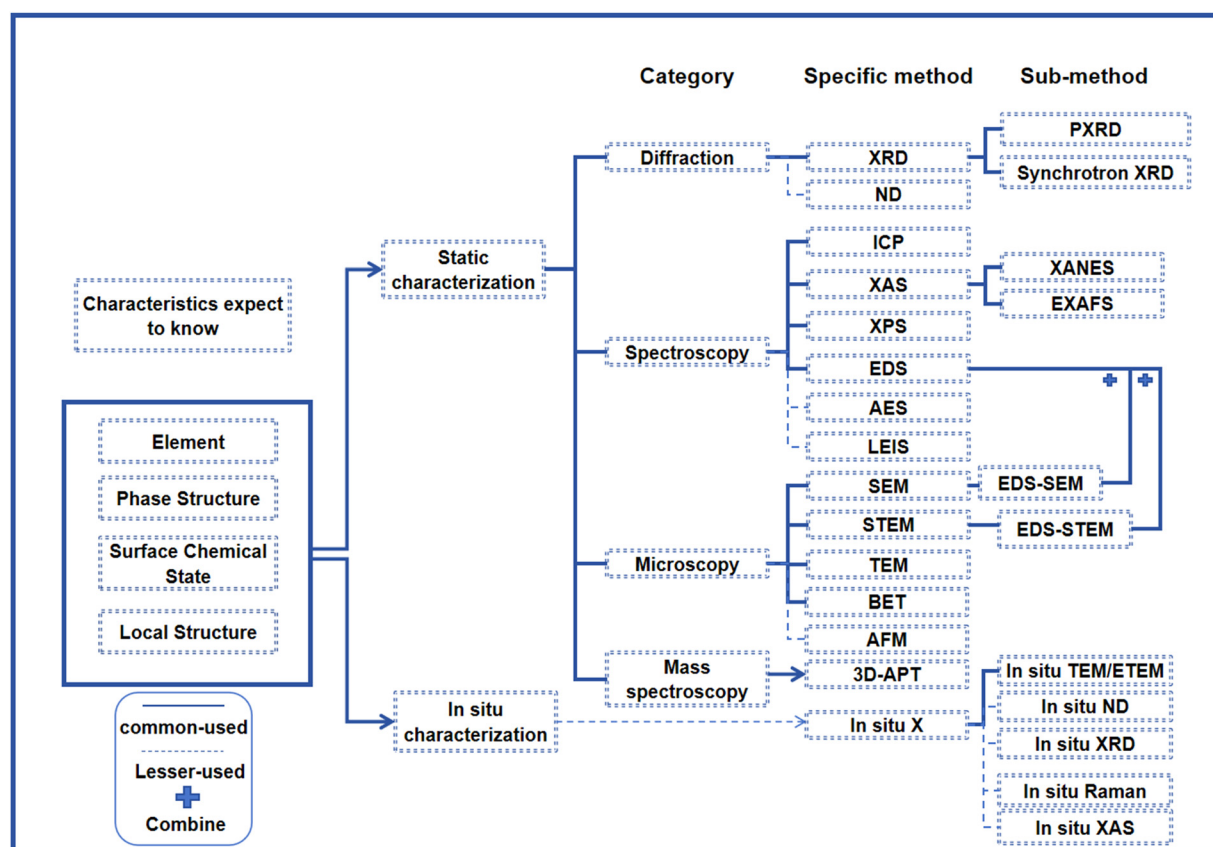 Category
Specific method
Sub-method
Characteristics expect
to know
Element
Phase Structure
Surface Chemical
State
Local Structure
common-used
Lesser-used
Combine
Static
characterization
In situ
characterization
Diffraction
Spectroscopy
Microscopy
Mass
spectroscopy
XRD
ND
ICP
XAS
XPS
EDS
AES
LEIS
SEM
STEM
TEM
BET
AFM
3D-APT
In situ X
PXRD
Synchrotron XRD
XANES
EXAFS
EDS-SEM
EDS-STEM
In situ TEM/ETEM
In situ ND
In situ XRD
In situ Raman
In situ XAS